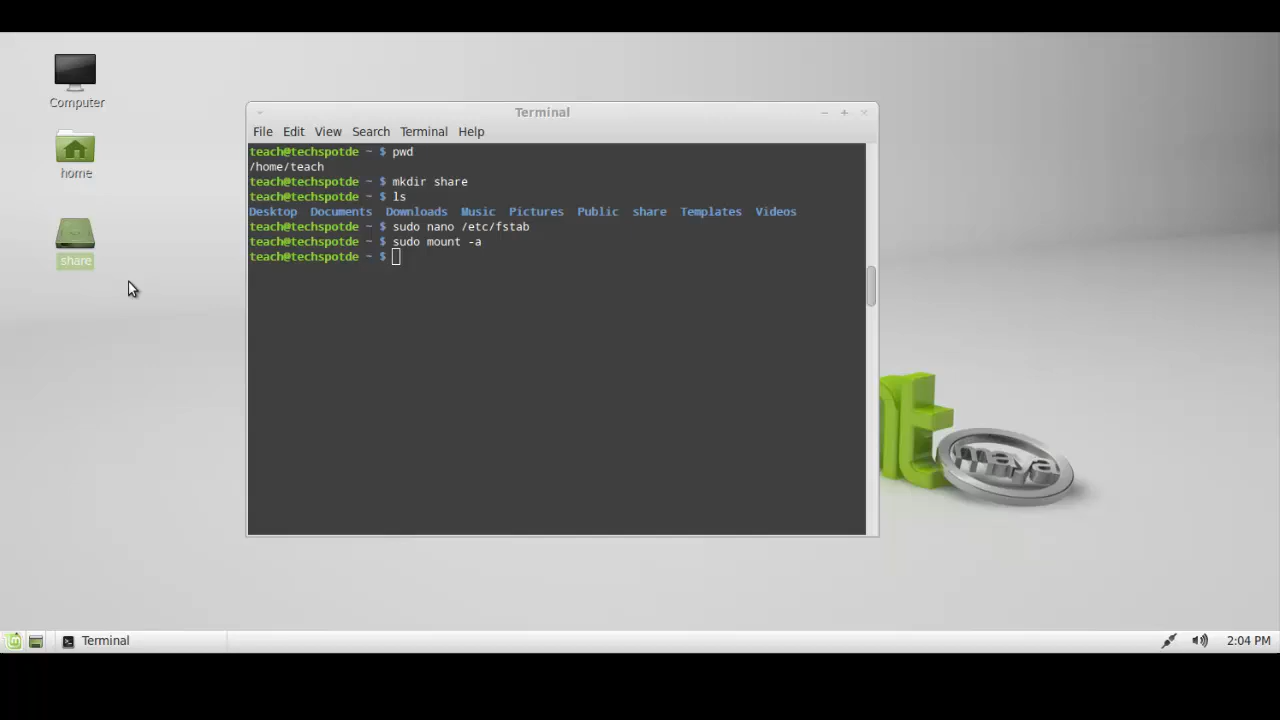 Computer
home
share
Terminal
File Edit View Search Terminal Help
teach@techspotde ~ $ pwd
/home/teach
teach@techspotde ~ $ mkdir share
teach@techspotde ~ $ ls
Desktop Documents Downloads Music Pictures Public share Templates Videos
teach@techspotde ~ $ sudo nano /etc/fstab
teach@techspotde ~ $ sudo mount -a
teach@techspotde ~ $
t
maya
Terminal
2:04 PM